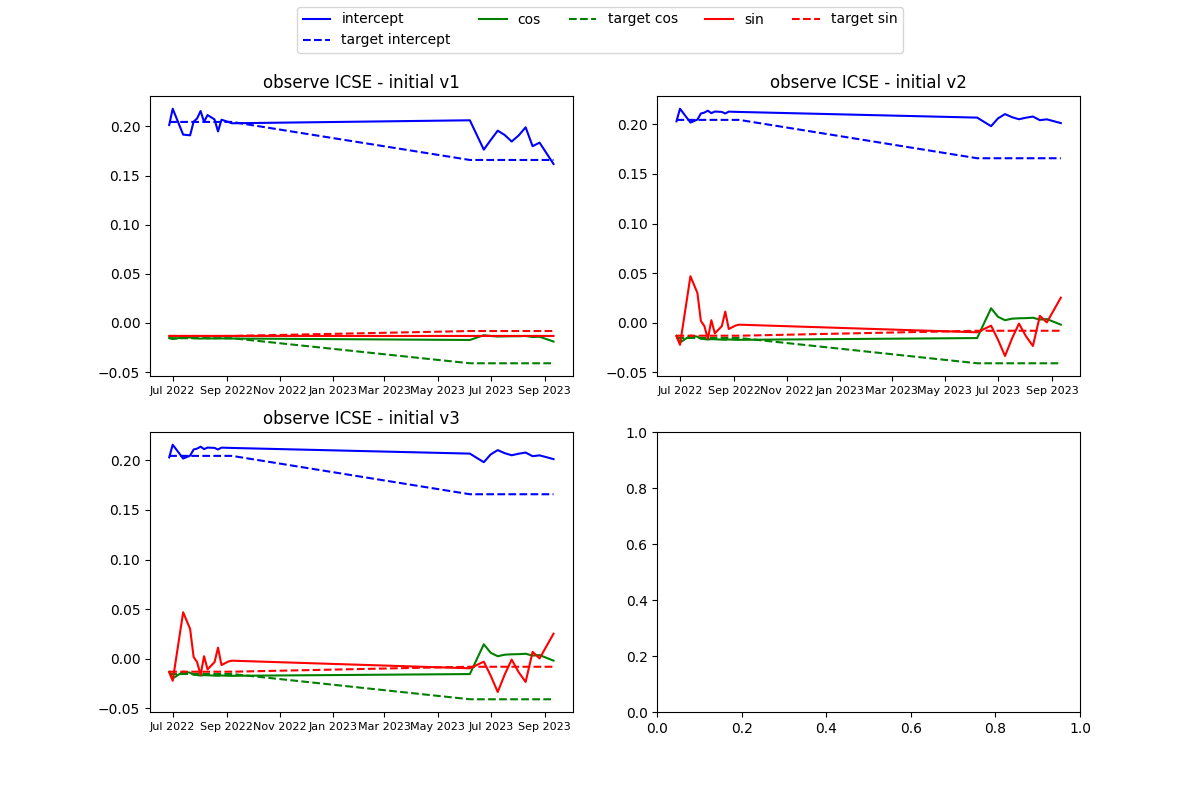 intercept cos target cos sin target sin
target intercept
observe ICSE - initial v1
0.20
0.15
0.10
0.05
0.00
−0.05
Jul 2022 Sep 2022 Nov 2022 Jan 2023 Mar 2023 May 2023 Jul 2023 Sep 2023
observe ICSE - initial v2
0.20
0.15
0.10
0.05
0.00
−0.05
Jul 2022 Sep 2022 Nov 2022 Jan 2023 Mar 2023 May 2023 Jul 2023 Sep 2023
observe ICSE - initial v3
0.20
0.15
0.10
0.05
0.00
−0.05
Jul 2022 Sep 2022 Nov 2022 Jan 2023 Mar 2023 May 2023 Jul 2023 Sep 2023
1.0
0.8
0.6
0.4
0.2
0.0
0.0 0.2 0.4 0.6 0.8 1.0